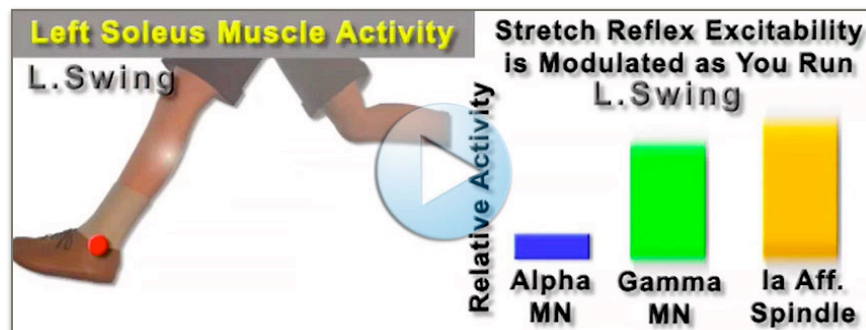 Left Soleus Muscle Activity
L.Swing
Stretch Reflex Excitability
is Modulated as You Run
L.Swing
Relative Activity
Alpha
MN
Gamma
MN
Ia Aff.
Spindle